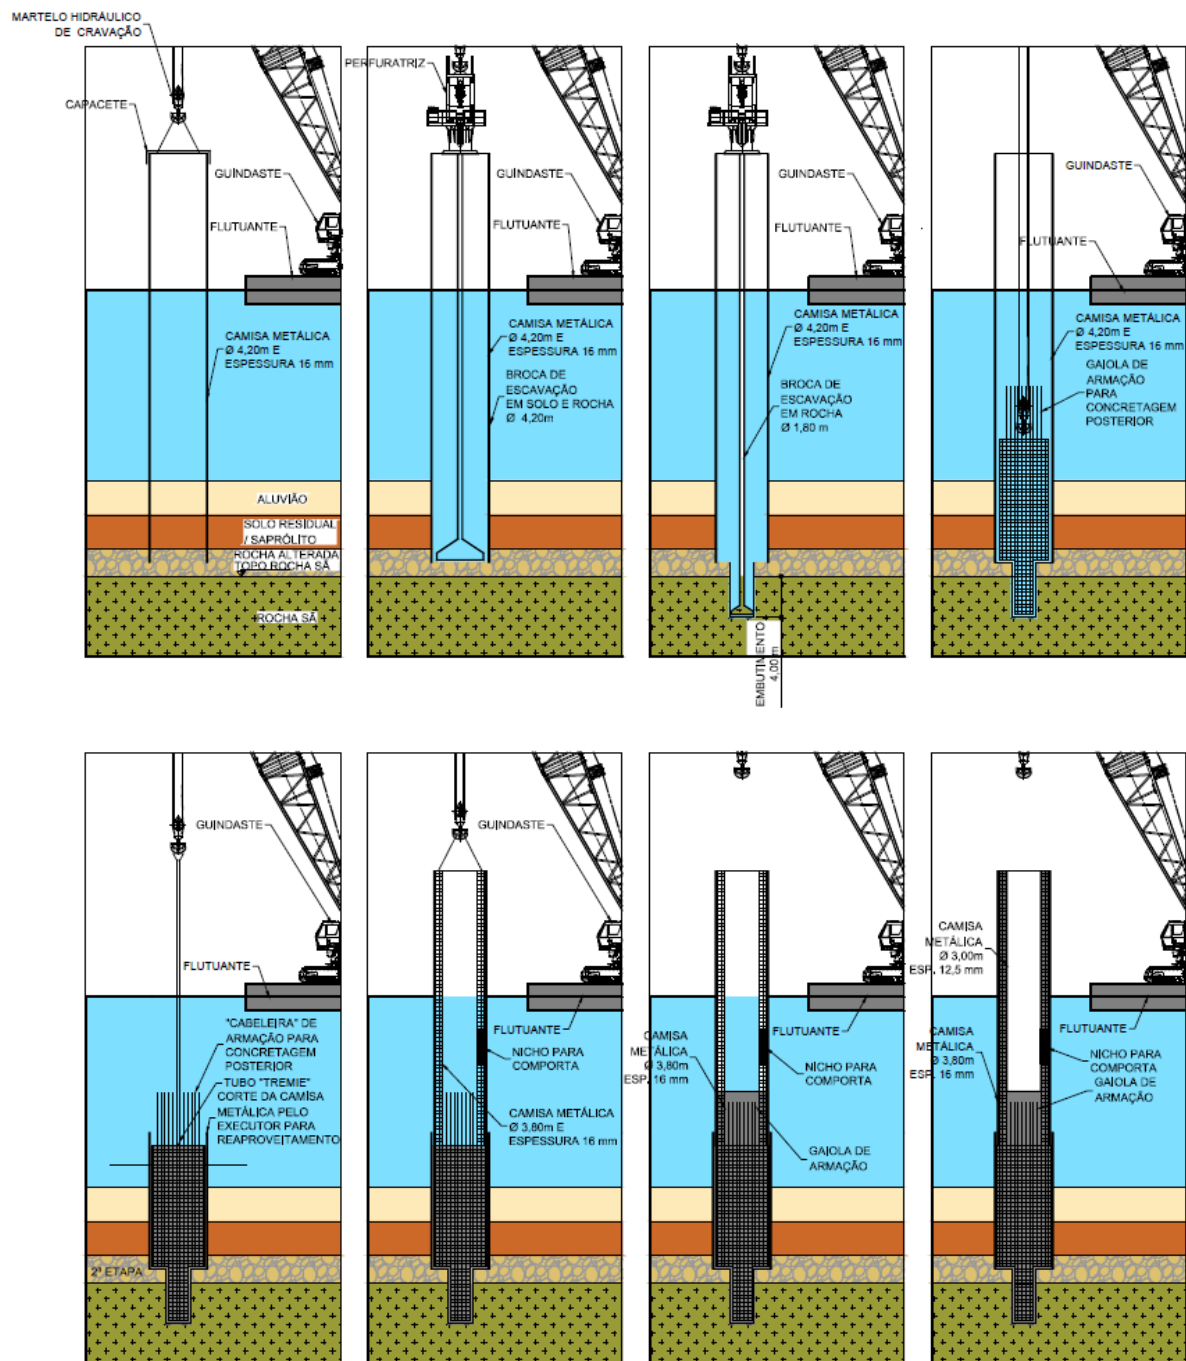 MARTELO HIDRÁULICO
DE CRAVAÇÃO
CAPACETE
GUINDASTE
FLUTUANTE
CAMISA METÁLICA
Ø 4,20m E
ESPESSURA 16 mm
ALUVIÃO
SOLO RESIDUAL
/ SAPRÓLITO
ROCHA ALTERADA
TOPO ROCHA SÃ
ROCHA SÃ
PERFURATRIZ
GUINDASTE
FLUTUANTE
CAMISA METÁLICA
Ø 4,20m E
ESPESSURA 16 mm
BROCA DE
ESCAVAÇÃO
EM SOLO E ROCHA
Ø 4,20m
GUINDASTE
FLUTUANTE
CAMISA METÁLICA
Ø 4,20m E
ESPESSURA 16 mm
BROCA DE
ESCAVAÇÃO
EM ROCHA
Ø 1,80 m
EMBUTIMENTO
4,00 m
GUINDASTE
FLUTUANTE
CAMISA METÁLICA
Ø 4,20m E
ESPESSURA 16 mm
GAIOLA DE
ARMAÇÃO
PARA
CONCRETAGEM
POSTERIOR
GUINDASTE
FLUTUANTE
"CABELEIRA" DE
ARMAÇÃO PARA
CONCRETAGEM
POSTERIOR
TUBO "TREMIE"
CORTE DA CAMISA
METÁLICA PELO
EXECUTOR PARA
REAPROVEITAMENTO
2ª ETAPA
GUINDASTE
FLUTUANTE
NICHO PARA
COMPORTA
CAMISA METÁLICA
Ø 3,80m E
ESPESSURA 16 mm
FLUTUANTE
CAMISA
METÁLICA
Ø 3,80m
ESP. 16 mm
NICHO PARA
COMPORTA
GAIOLA DE
ARMAÇÃO
CAMISA
METÁLICA
Ø 3,00m
ESP. 12,5 mm
FLUTUANTE
CAMISA
METÁLICA
Ø 3,80m
ESP. 16 mm
NICHO PARA
COMPORTA
GAIOLA DE
ARMAÇÃO